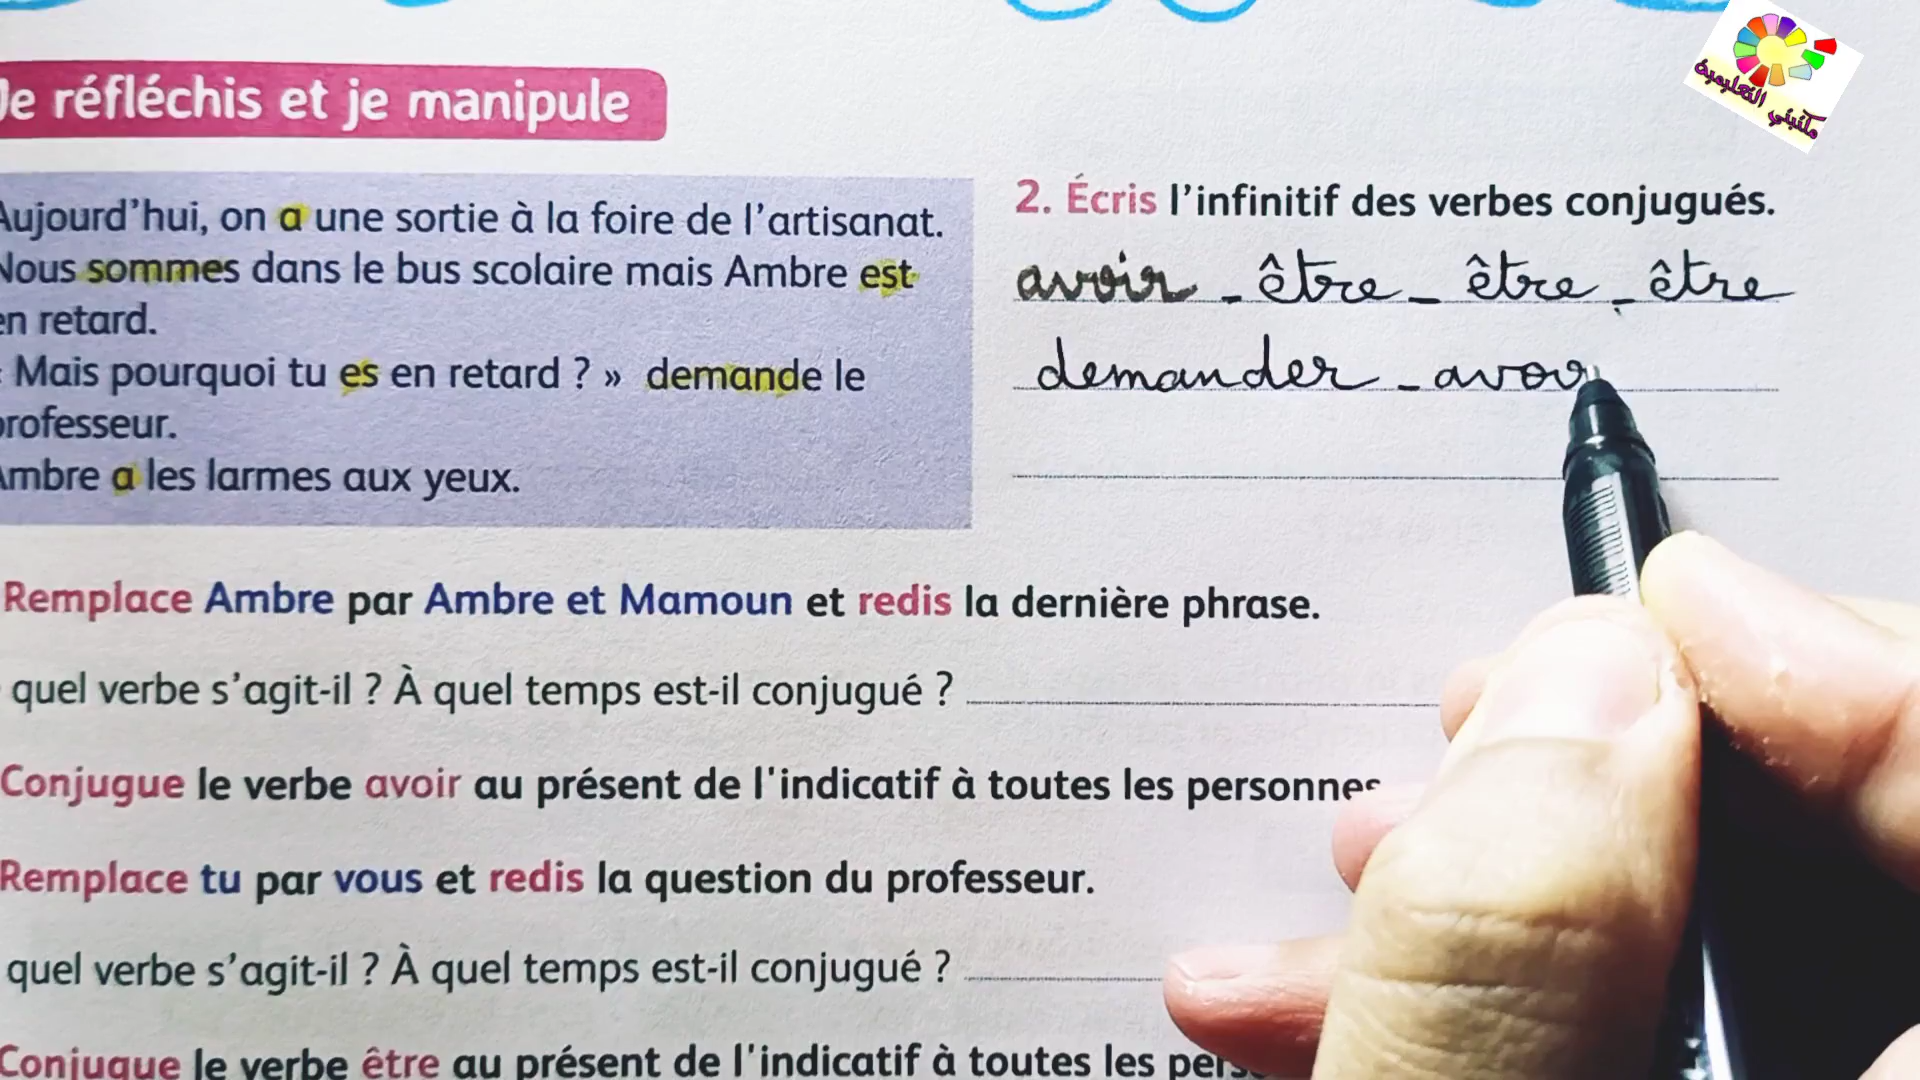 Je réfléchis et je manipule
مكتبتي التعليمية
Aujourd’hui, on a une sortie à la foire de l’artisanat.
Nous sommes dans le bus scolaire mais Ambre est
en retard.
Mais pourquoi tu es en retard ? » demande le
professeur.
Ambre a les larmes aux yeux.
2. Écris l’infinitif des verbes conjugués.
avoir - être - être - être
demander - avoi
Remplace Ambre par Ambre et Mamoun et redis la dernière phrase.
quel verbe s’agit-il ? À quel temps est-il conjugué ?
Conjugue le verbe avoir au présent de l'indicatif à toutes les personnes
Remplace tu par vous et redis la question du professeur.
quel verbe s’agit-il ? À quel temps est-il conjugué ?
Conjugue le verbe être au présent de l'indicatif à toutes les pers